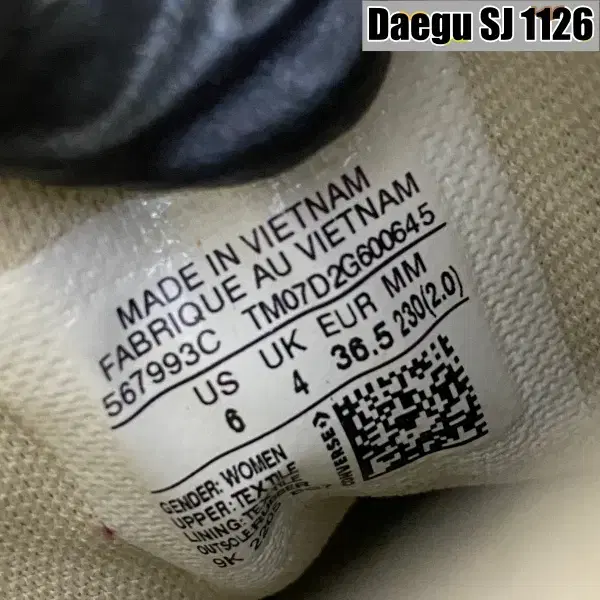 Daegu SJ 1126
MADE IN VIETNAM
FABRIQUE AU VIETNAM
567993C TM07D2G600645
US UK EUR MM
6 4 36.5 230(2.0)
CONVERSE
GENDER: WOMEN
UPPER: TEXTILE
LINING:
OUTSOLE:
9K